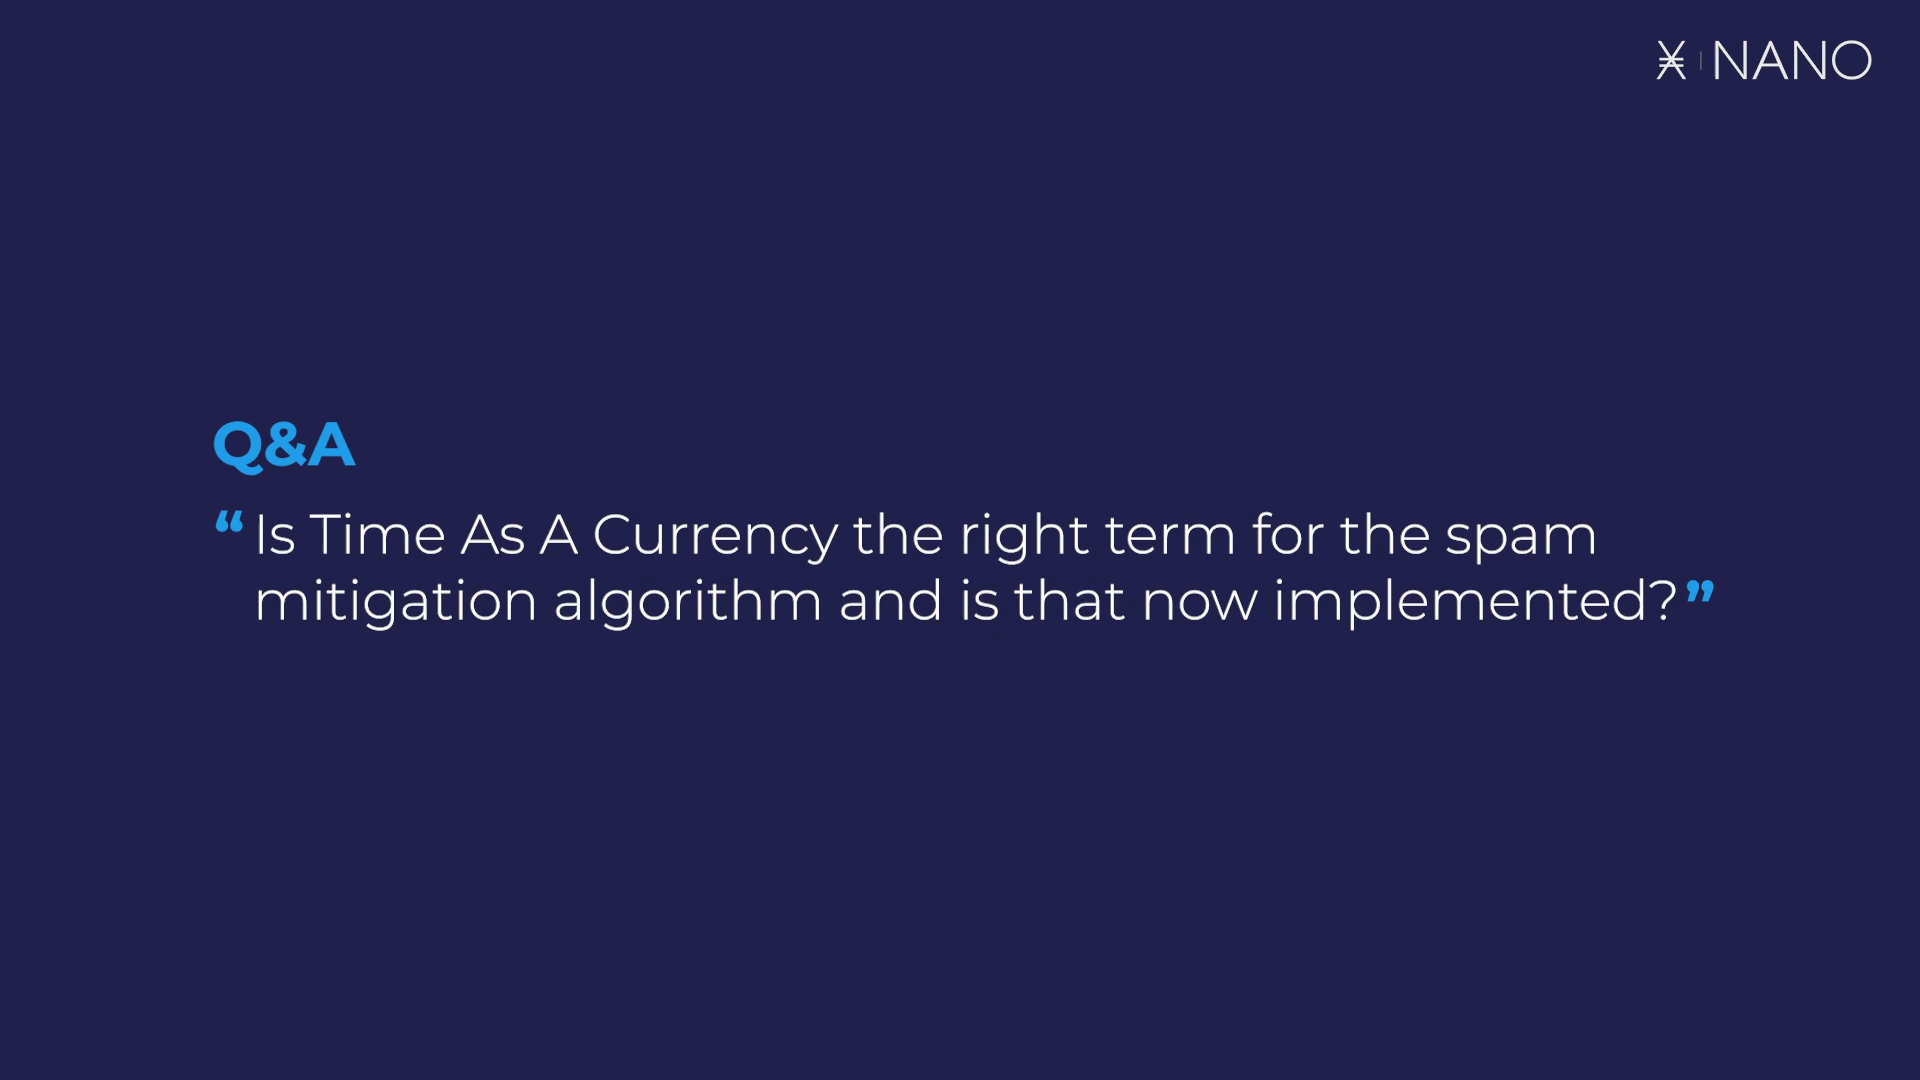 Ӿ NANO
Q&A
“Is Time As A Currency the right term for the spam
mitigation algorithm and is that now implemented?”